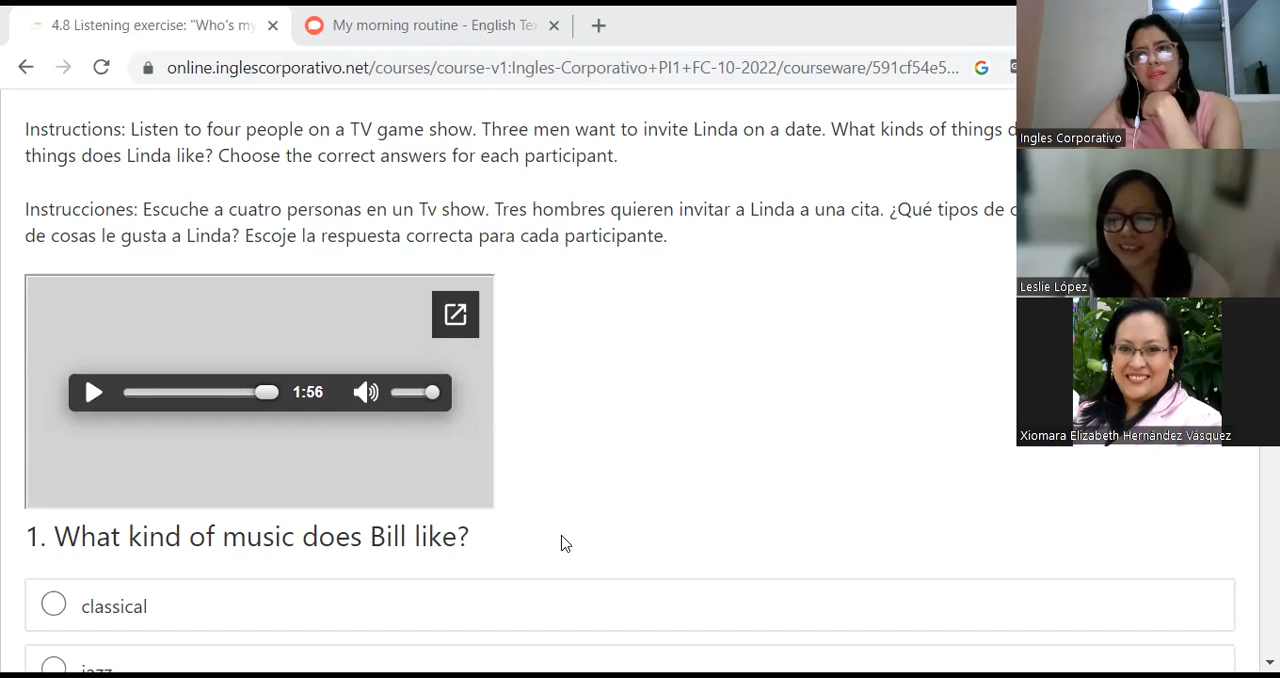 4.8 Listening exercise: "Who's my
My morning routine - English Te
online.inglescorporativo.net/courses/course-v1:Ingles-Corporativo+PI1+FC-10-2022/courseware/591cf54e5...
Instructions: Listen to four people on a TV game show. Three men want to invite Linda on a date. What kinds of things
things does Linda like? Choose the correct answers for each participant.
Instrucciones: Escuche a cuatro personas en un Tv show. Tres hombres quieren invitar a Linda a una cita. ¿Qué tipos de
de cosas le gusta a Linda? Escoje la respuesta correcta para cada participante.
1:56
1. What kind of music does Bill like?
classical
jazz
Ingles Corporativo
Leslie López
Xiomara Elizabeth Hernández Vásquez